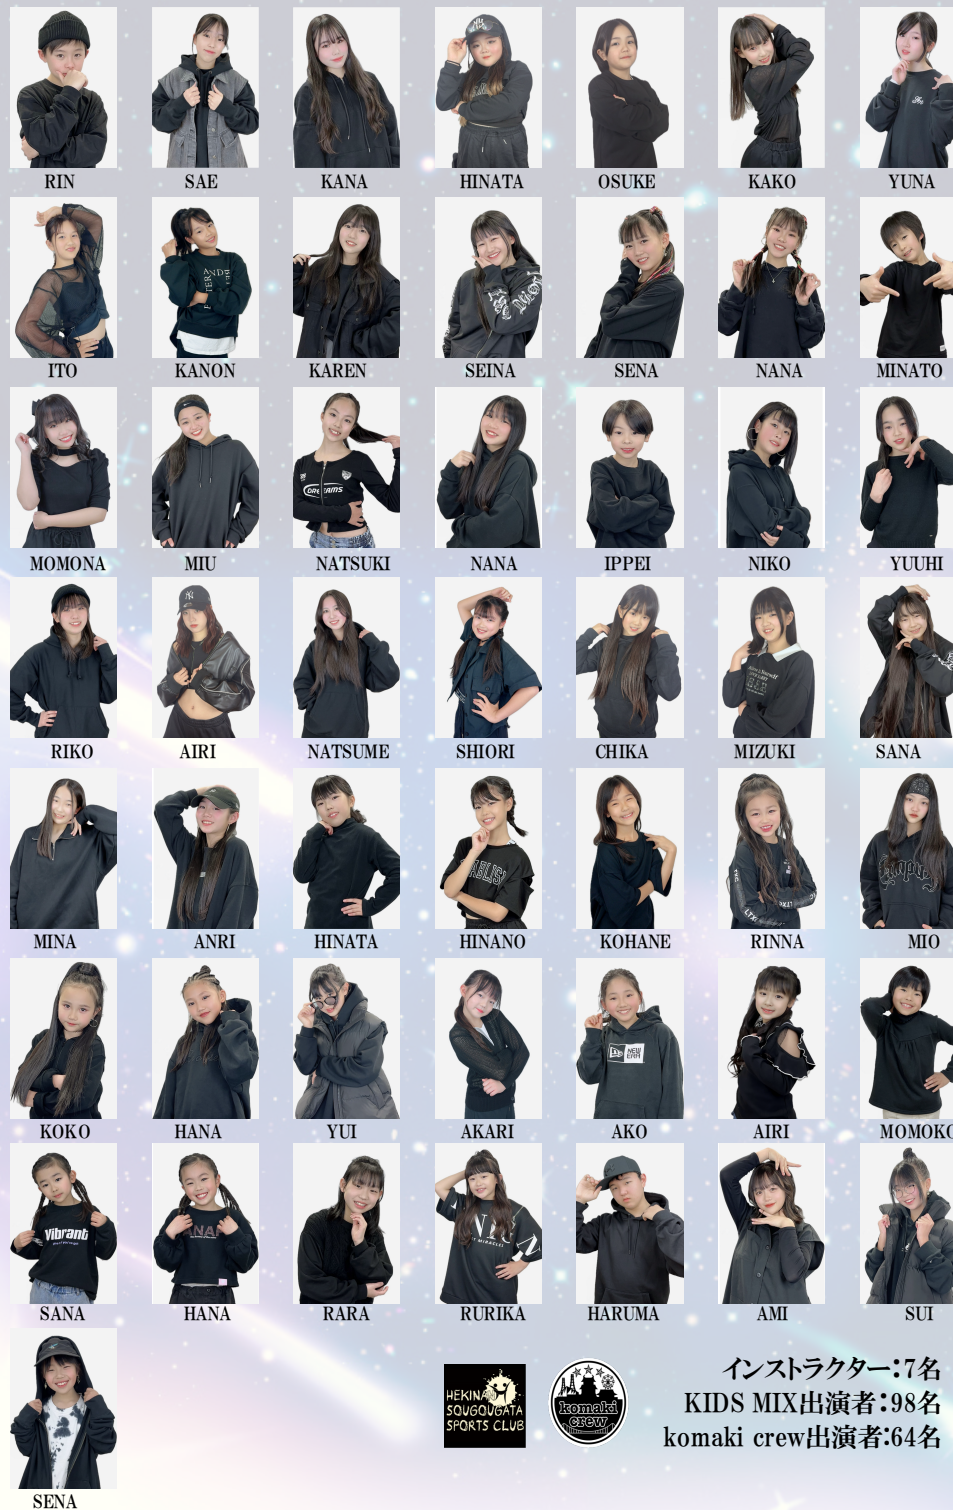 RIN SAE KANA HINATA OSUKE KAKO YUNA
ITO KANON KAREN SEINA SENA NANA MINATO
DREAMS
MOMONA MIU NATSUKI NANA IPPEI NIKO YUUHI
RIKO AIRI NATSUME SHIORI CHIKA MIZUKI SANA
MINA ANRI HINATA HINANO KOHANE RINNA MIO
NEW ERA
KOKO HANA YUI AKARI AKO AIRI MOMOKO
Vibrant
SANA HANA RARA RURIKA HARUMA AMI SUI
インストラクター:7名
KIDS MIX出演者:98名
komaki crew出演者:64名
HEKINAN
SOUGOUGATA
SPORTS CLUB
komaki
crew
SENA